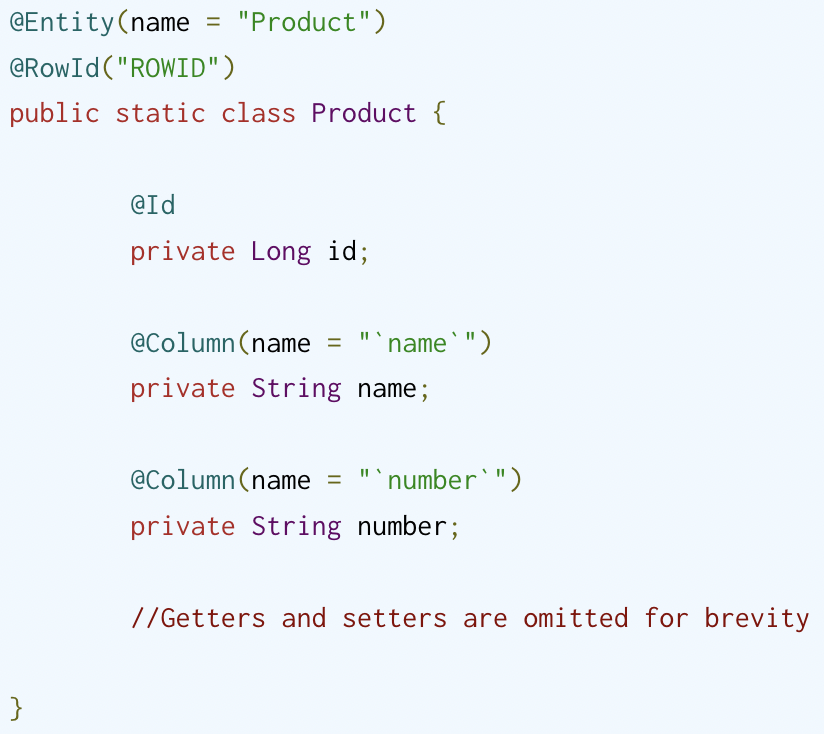 @Entity(name = "Product")
@RowId("ROWID")
public static class Product {
@Id
private Long id;
@Column(name = "`name`")
private String name;
@Column(name = "`number`")
private String number;
//Getters and setters are omitted for brevity
}